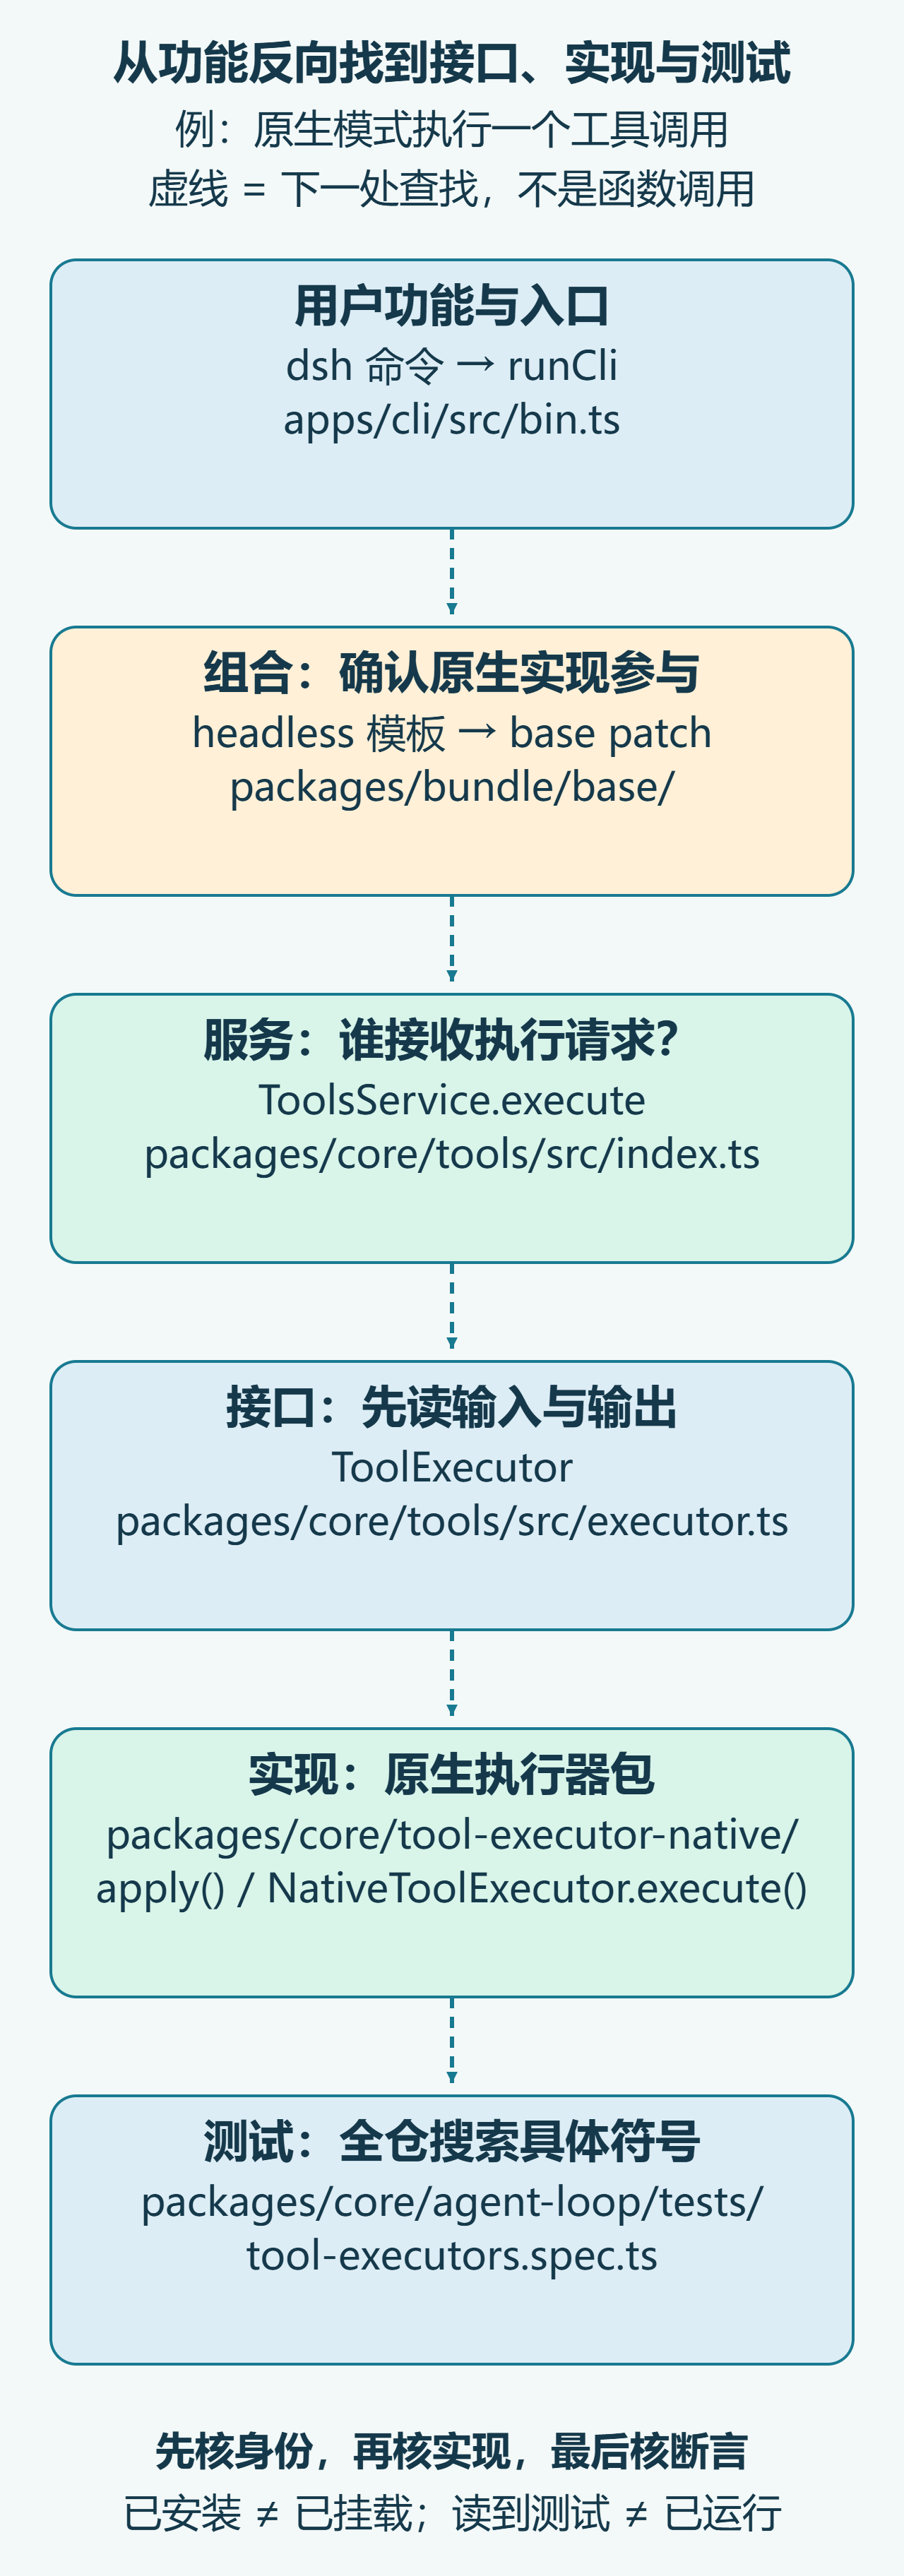 从功能反向找到接口、实现与测试
例：原生模式执行一个工具调用
虚线 = 下一处查找，不是函数调用
用户功能与入口
dsh 命令 → runCli
apps/cli/src/bin.ts
组合：确认原生实现参与
headless 模板 → base patch
packages/bundle/base/
服务：谁接收执行请求？
ToolsService.execute
packages/core/tools/src/index.ts
接口：先读输入与输出
ToolExecutor
packages/core/tools/src/executor.ts
实现：原生执行器包
packages/core/tool-executor-native/
apply() / NativeToolExecutor.execute()
测试：全仓搜索具体符号
packages/core/agent-loop/tests/
tool-executors.spec.ts
先核身份，再核实现，最后核断言
已安装 ≠ 已挂载；读到测试 ≠ 已运行